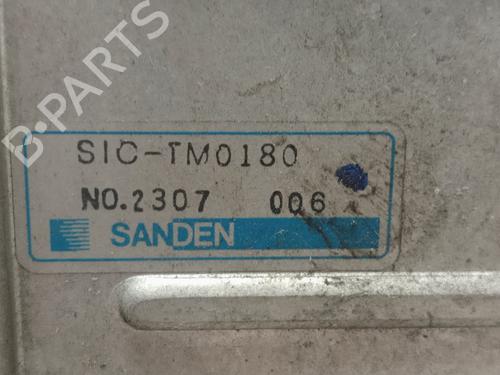 B-PARTS
SIC-TM0180
NO.2307 006
SANDEN